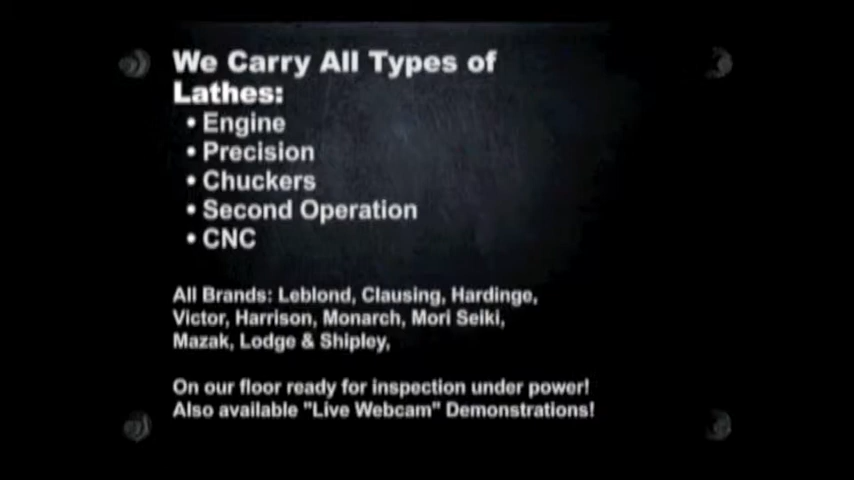 We Carry All Types of
Lathes:
• Engine
• Precision
• Chuckers
• Second Operation
• CNC
All Brands: Leblond, Clausing, Hardinge,
Victor, Harrison, Monarch, Mori Seiki,
Mazak, Lodge & Shipley,
On our floor ready for inspection under power!
Also available "Live Webcam" Demonstrations!